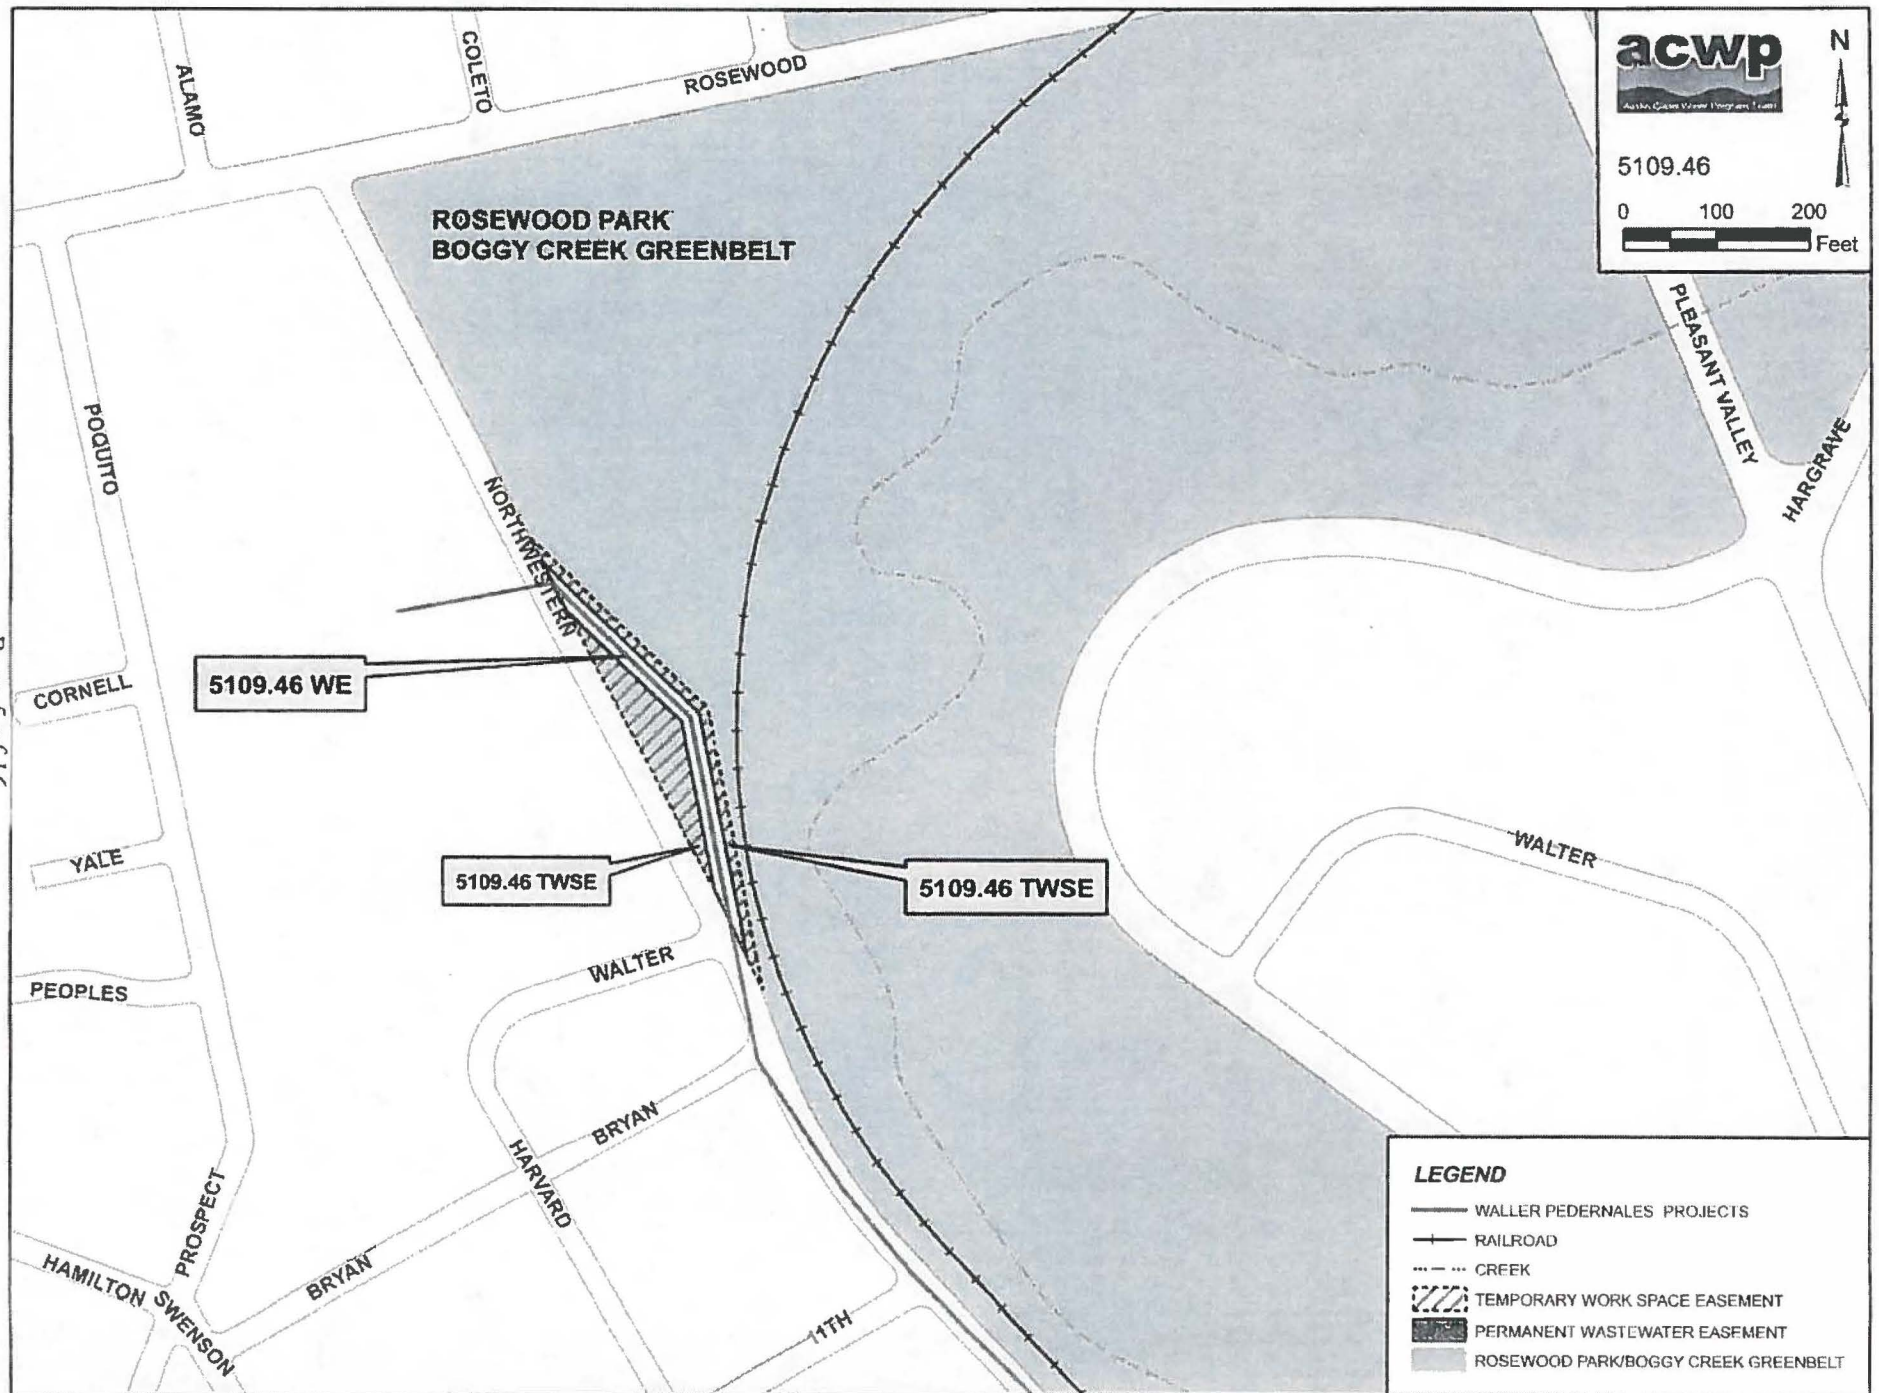 acwp
N
5109.46
0 100 200
Feet
ALAMO
COLETO
ROSEWOOD
ROSEWOOD PARK
BOGGY CREEK GREENBELT
PLEASANT VALLEY
HARGRAVE
POQUITO
NORTHWESTERN
5109.46 WE
CORNELL
YALE
5109.46 TWSE
5109.46 TWSE
WALTER
WALTER
PEOPLES
BRYAN
HARVARD
PROSPECT
BRYAN
HAMILTON
SWENSON
11TH
LEGEND
WALLER PEDERNALES PROJECTS
RAILROAD
CREEK
TEMPORARY WORK SPACE EASEMENT
PERMANENT WASTEWATER EASEMENT
ROSEWOOD PARK/BOGGY CREEK GREENBELT